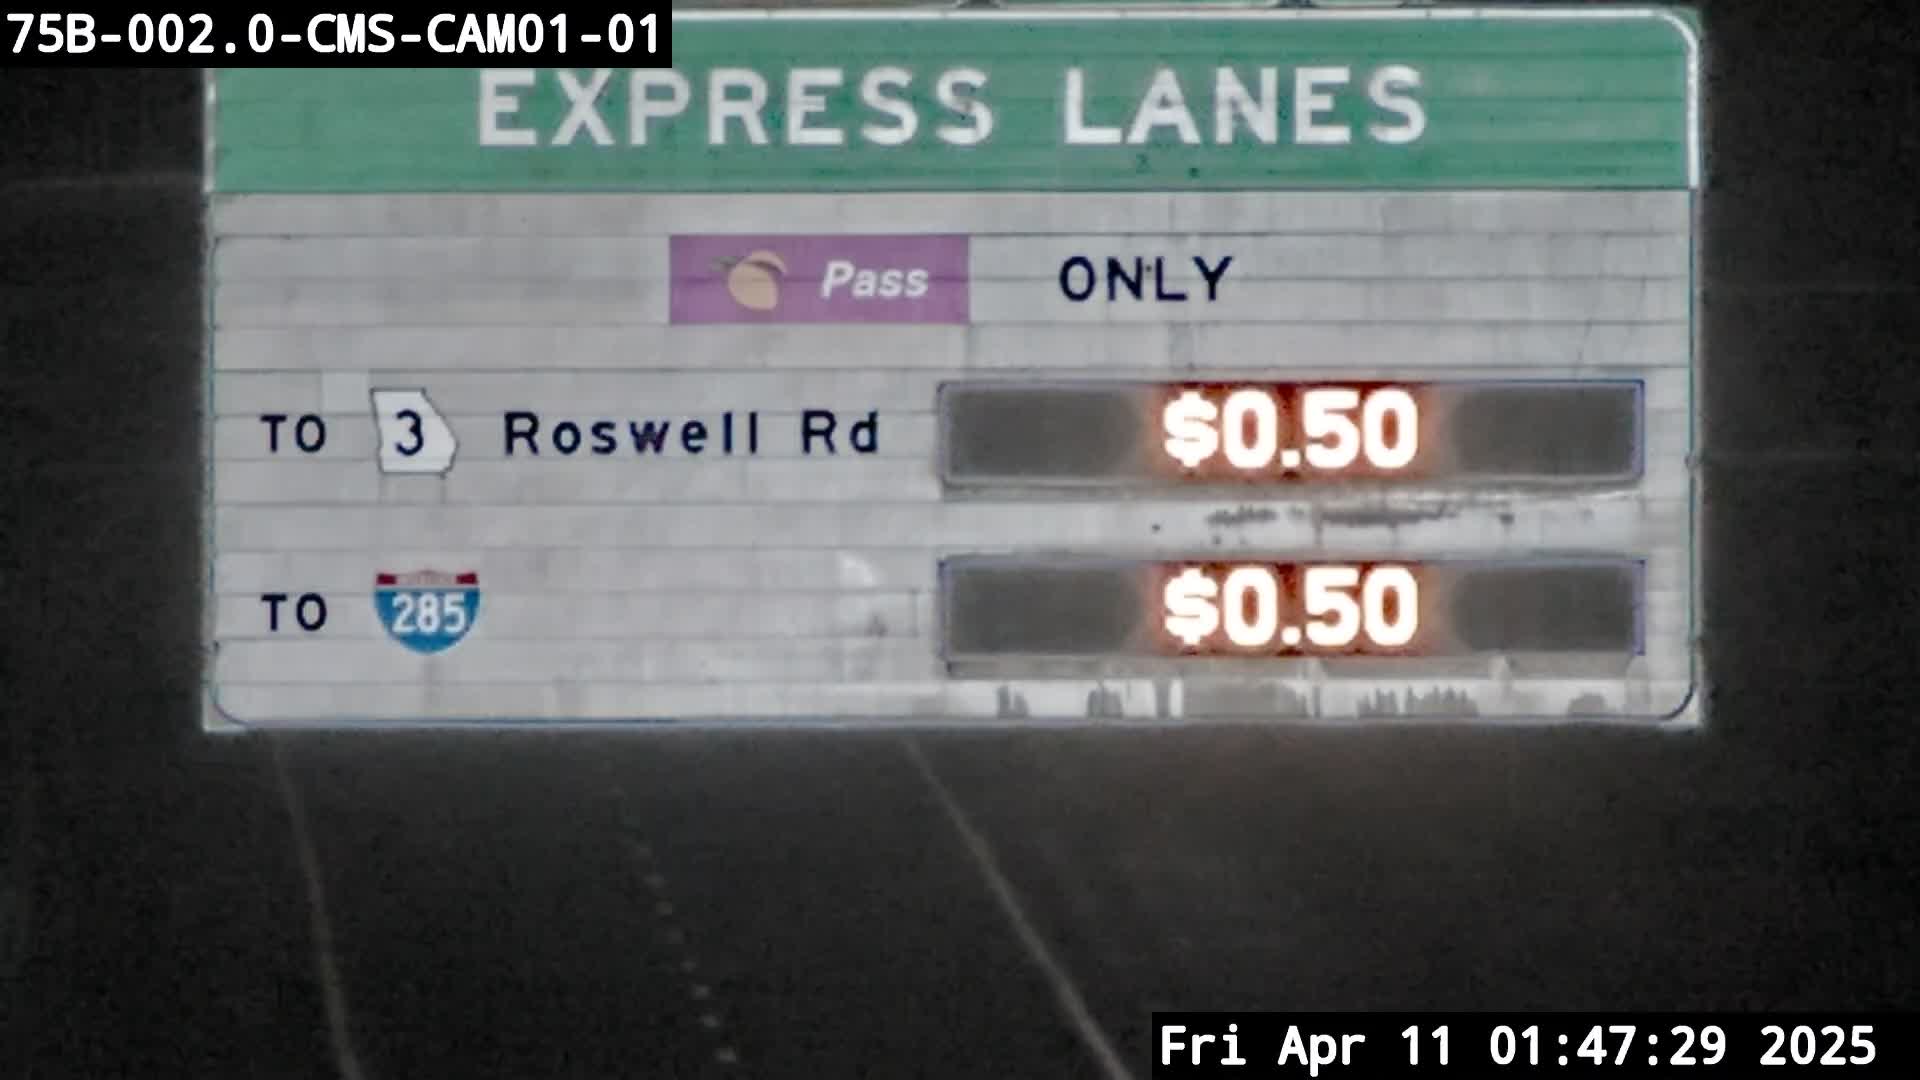 75B-002.0-CMS-CAM01-01
EXPRESS LANES
Pass ONLY
TO 3 Roswell Rd $0.50
TO 285 $0.50
Fri Apr 11 01:47:29 2025